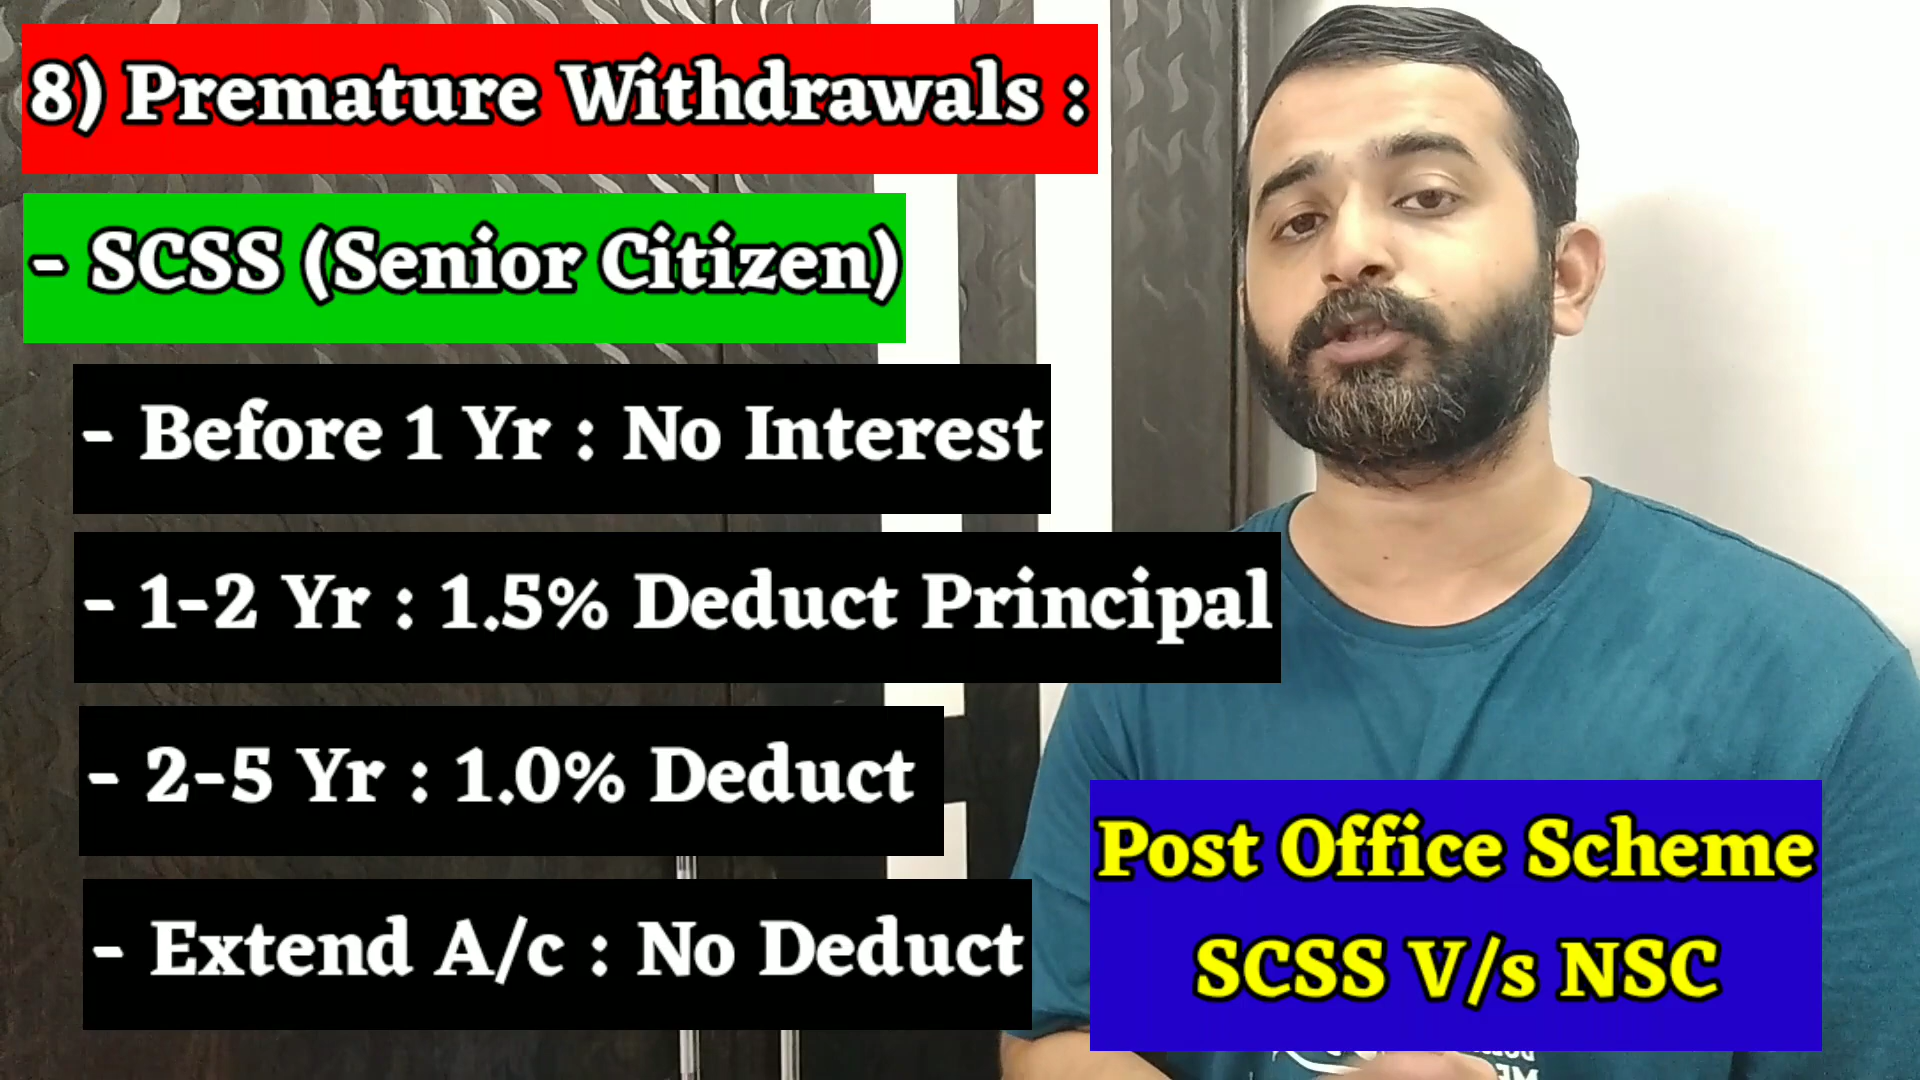 8) Premature Withdrawals :
- SCSS (Senior Citizen)
- Before 1 Yr : No Interest
- 1-2 Yr : 1.5% Deduct Principal
- 2-5 Yr : 1.0% Deduct
- Extend A/c : No Deduct
Post Office Scheme
SCSS V/s NSC